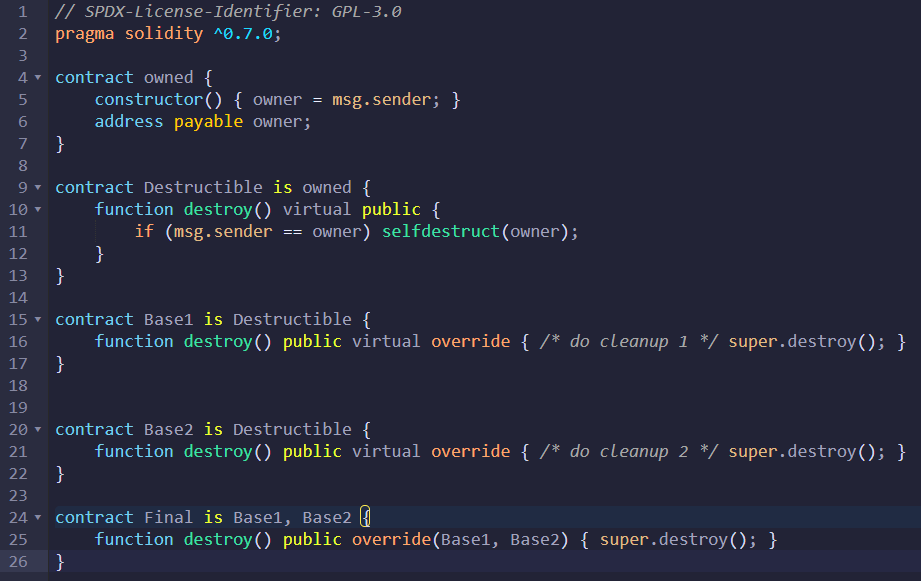 1 // SPDX-License-Identifier: GPL-3.0
2 pragma solidity ^0.7.0;
3
4 contract owned {
5     constructor() { owner = msg.sender; }
6     address payable owner;
7 }
8
9 contract Destructible is owned {
10     function destroy() virtual public {
11         if (msg.sender == owner) selfdestruct(owner);
12     }
13 }
14
15 contract Base1 is Destructible {
16     function destroy() public virtual override { /* do cleanup 1 */ super.destroy(); }
17 }
18
19
20 contract Base2 is Destructible {
21     function destroy() public virtual override { /* do cleanup 2 */ super.destroy(); }
22 }
23
24 contract Final is Base1, Base2 {
25     function destroy() public override(Base1, Base2) { super.destroy(); }
26 }